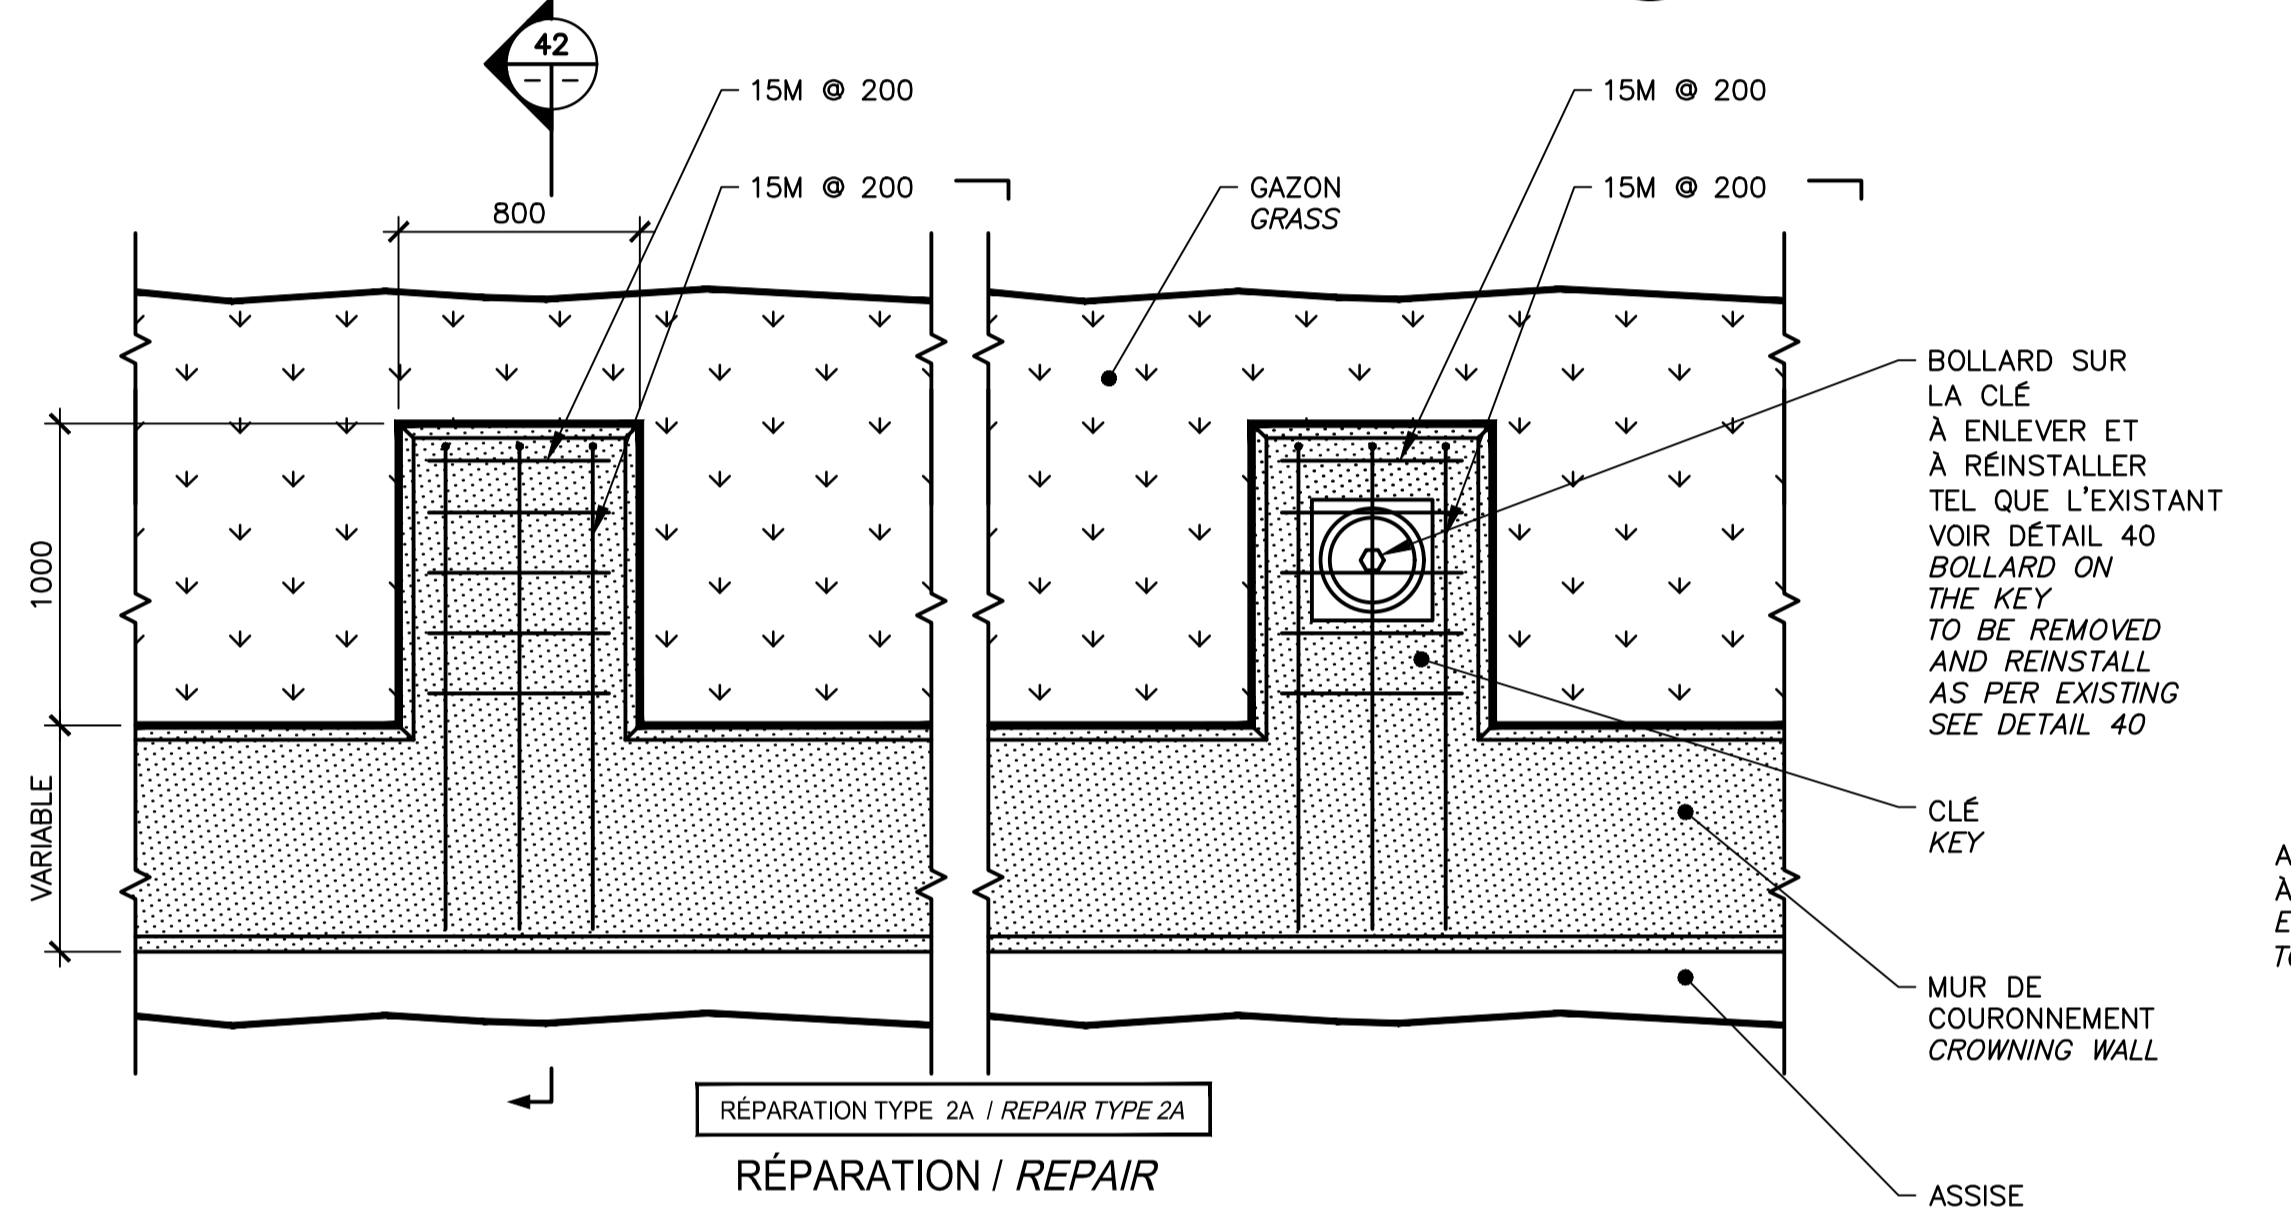 42
15M @ 200
15M @ 200
15M @ 200
15M @ 200
800
GAZON
GRASS
1000
VARIABLE
BOLLARD SUR
LA CLÉ
À ENLEVER ET
À RÉINSTALLER
TEL QUE L'EXISTANT
VOIR DÉTAIL 40
BOLLARD ON
THE KEY
TO BE REMOVED
AND REINSTALL
AS PER EXISTING
SEE DETAIL 40
CLÉ
KEY
MUR DE
COURONNEMENT
CROWNING WALL
ASSISE
RÉPARATION TYPE 2A / REPAIR TYPE 2A
RÉPARATION / REPAIR